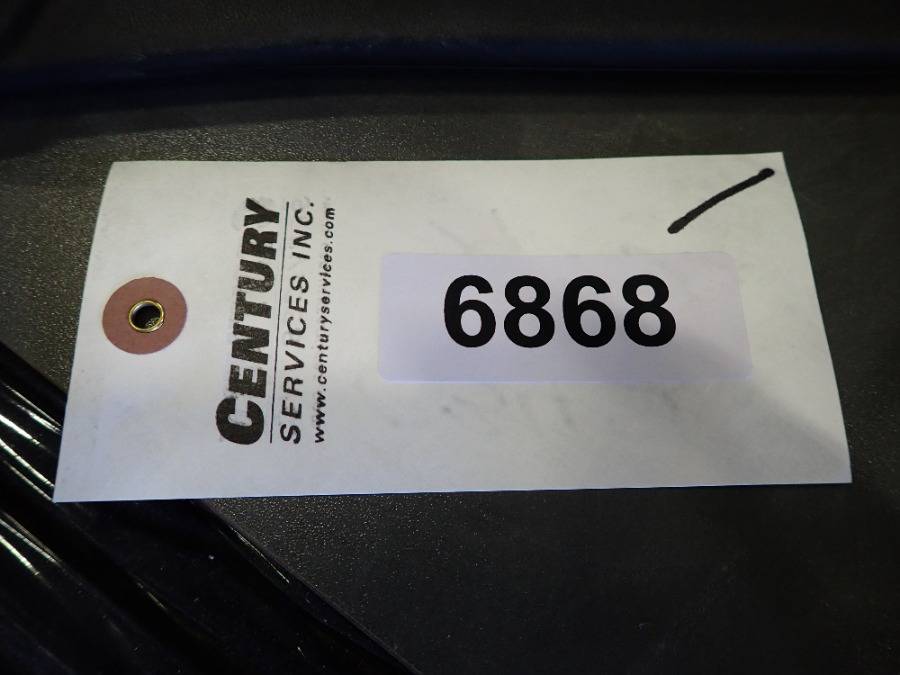 CENTURY
SERVICES INC.
www.centuryservices.com
6868